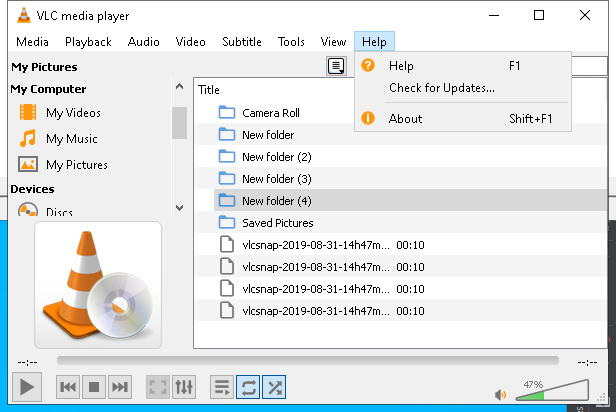 VLC media player
Media Playback Audio Video Subtitle Tools View Help
My Pictures
My Computer
My Videos
My Music
My Pictures
Devices
Discs
Title
Camera Roll
New folder
New folder (2)
New folder (3)
New folder (4)
Saved Pictures
vlcsnap-2019-08-31-14h47m... 00:10
vlcsnap-2019-08-31-14h47m... 00:10
vlcsnap-2019-08-31-14h47m... 00:10
vlcsnap-2019-08-31-14h47m... 00:10
Help F1
Check for Updates...
About Shift+F1
--:-- --:--
47%